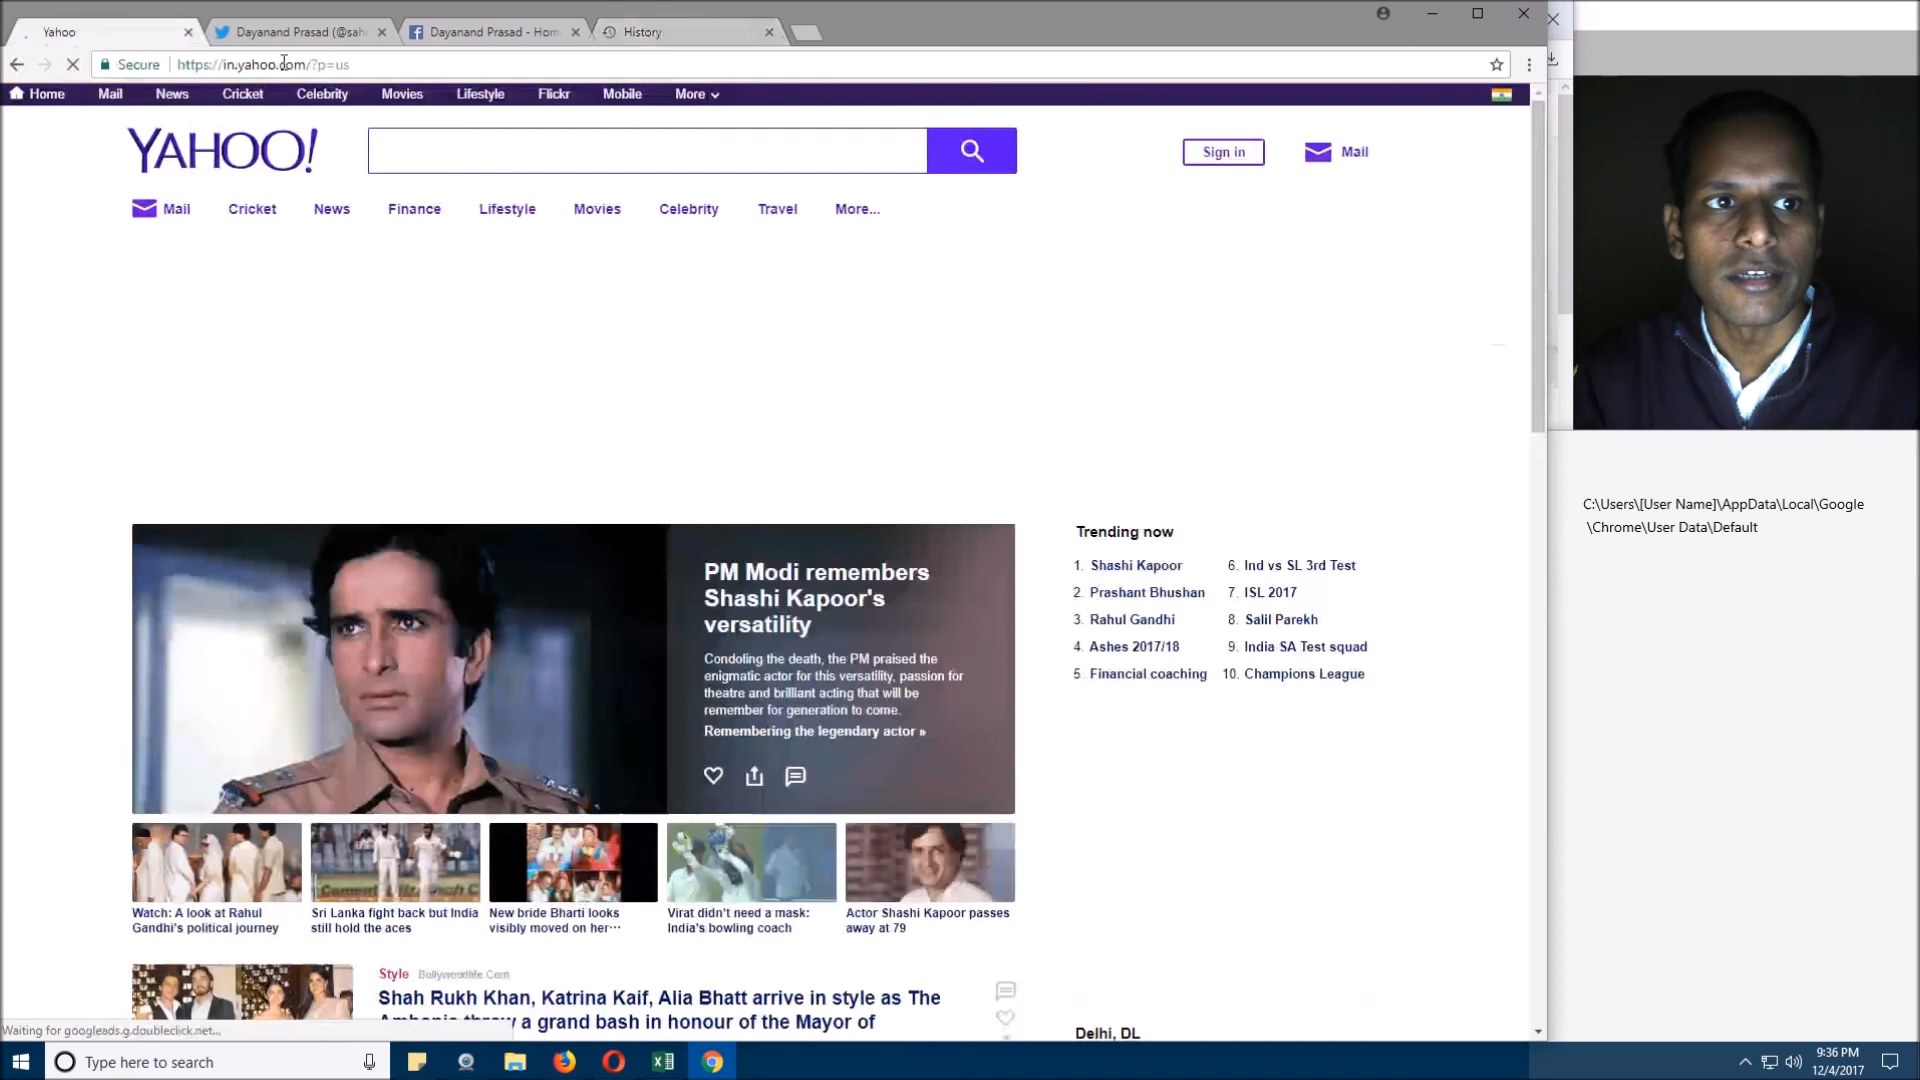 Yahoo
Dayanand Prasad (@sah
Dayanand Prasad - Hom
History
Secure
https://in.yahoo.com/?p=us
Home
Mail
News
Cricket
Celebrity
Movies
Lifestyle
Flickr
Mobile
More
YAHOO!
Sign in
Mail
Mail
Cricket
News
Finance
Lifestyle
Movies
Celebrity
Travel
More...
PM Modi remembers
Shashi Kapoor's
versatility
Condoling the death, the PM praised the
enigmatic actor for this versatility, passion for
theatre and brilliant acting that will be
remember for generation to come.
Remembering the legendary actor »
Trending now
1. Shashi Kapoor
2. Prashant Bhushan
3. Rahul Gandhi
4. Ashes 2017/18
5. Financial coaching
6. Ind vs SL 3rd Test
7. ISL 2017
8. Salil Parekh
9. India SA Test squad
10. Champions League
Watch: A look at Rahul
Gandhi's political journey
Sri Lanka fight back but India
still hold the aces
New bride Bharti looks
visibly moved on her···
Virat didn't need a mask:
India's bowling coach
Actor Shashi Kapoor passes
away at 79
Style Bollywoodlife.Com
Shah Rukh Khan, Katrina Kaif, Alia Bhatt arrive in style as The
Ambanis throw a grand bash in honour of the Mayor of
Delhi, DL
Waiting for googleads.g.doubleclick.net...
C:\Users\[User Name]\AppData\Local\Google
\Chrome\User Data\Default
Type here to search
9:36 PM
12/4/2017